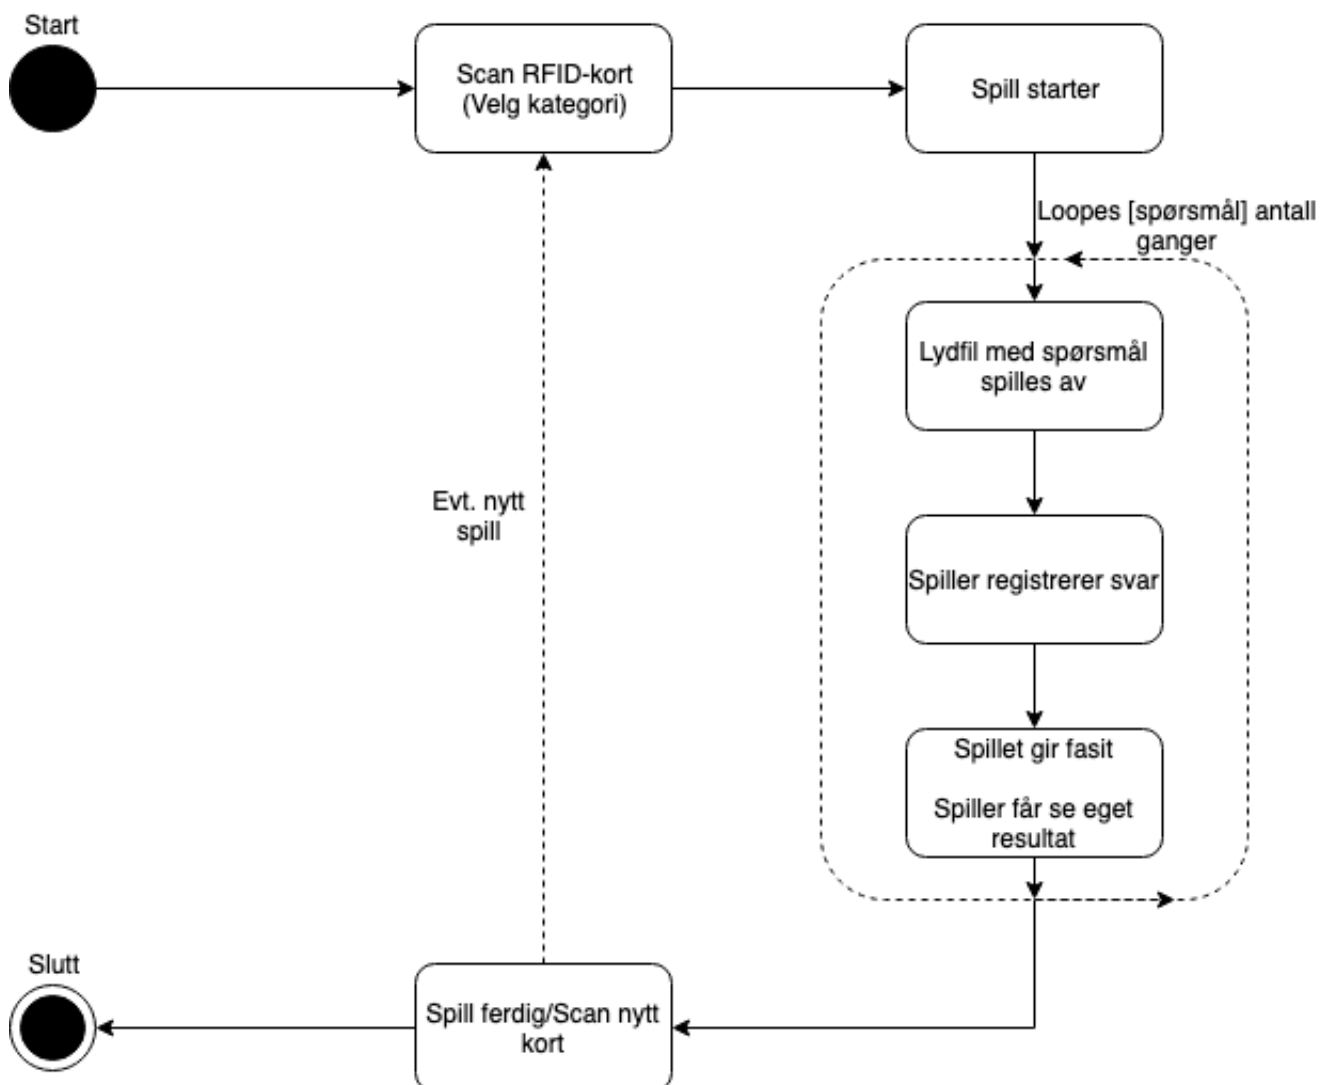 Start
Scan RFID-kort
(Velg kategori)
Spill starter
Loopes [spørsmål] antall
ganger
Lydfil med spørsmål
spilles av
Evt. nytt
spill
Spiller registrerer svar
Spillet gir fasit
Spiller får se eget
resultat
Slutt
Spill ferdig/Scan nytt
kort